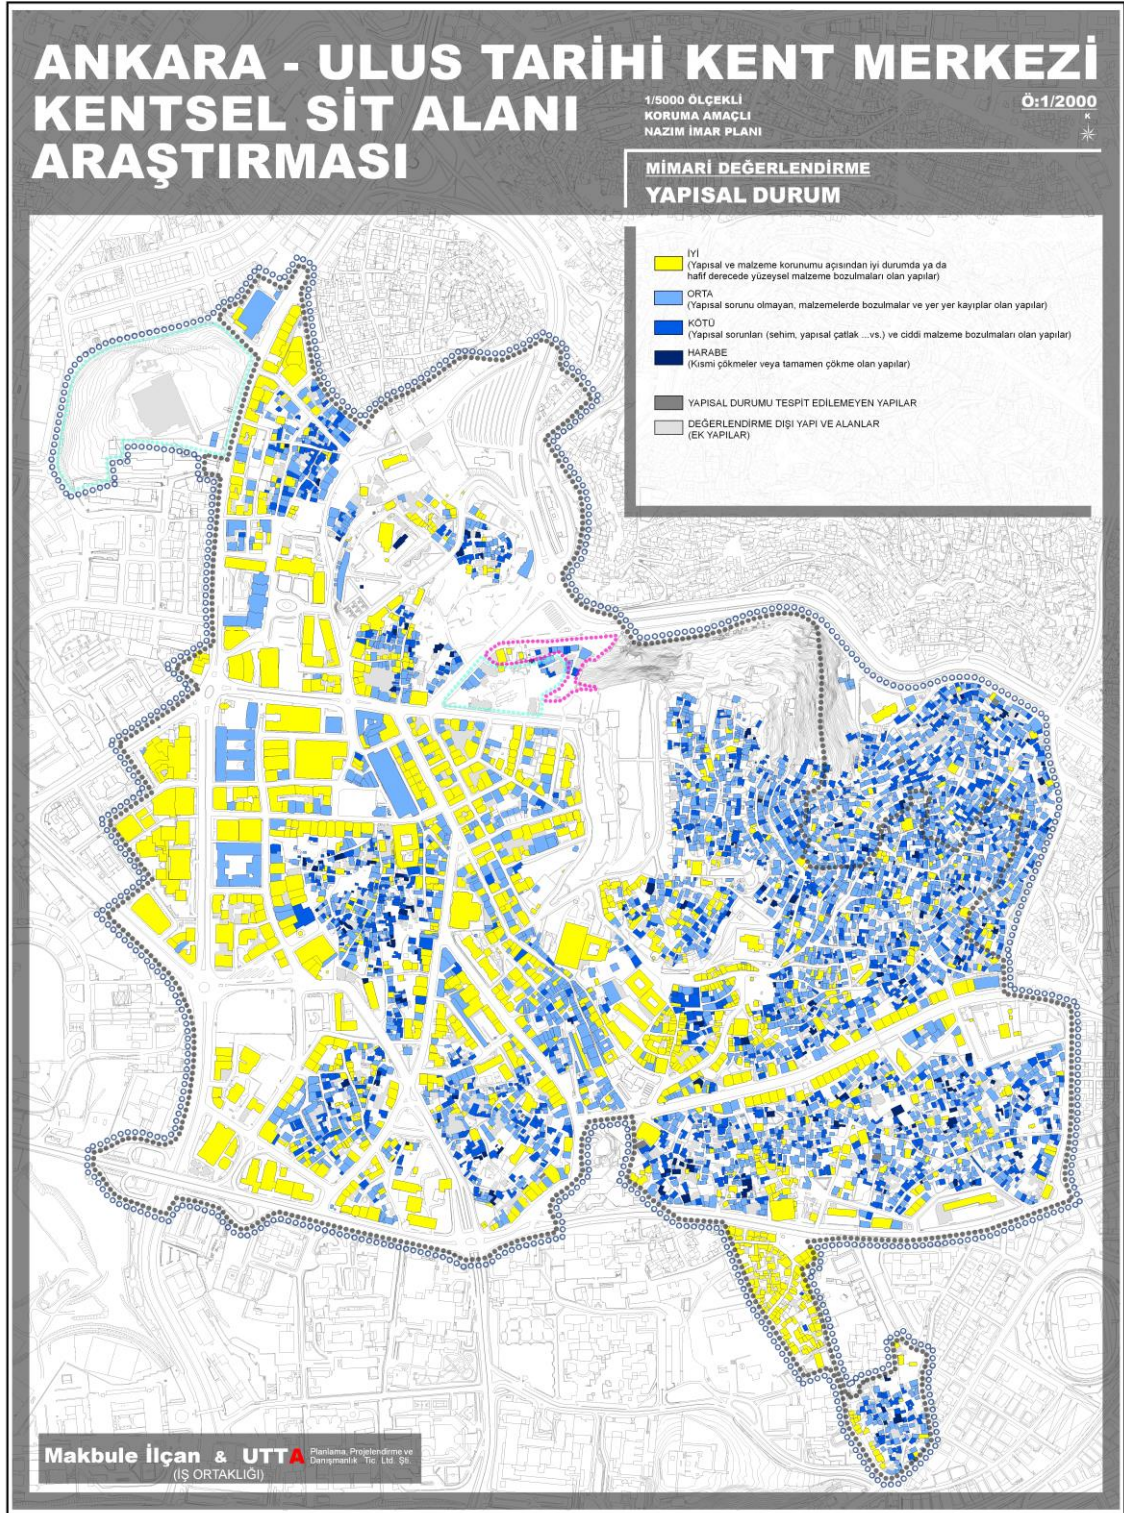 ANKARA - ULUS TARİHİ KENT MERKEZİ
KENTSEL SİT ALANI
ARAŞTIRMASI
1/5000 ÖLÇEKLİ
KORUMA AMAÇLI
NAZIM İMAR PLANI
Ö:1/2000
K
MİMARİ DEĞERLENDİRME
YAPISAL DURUM
İYİ
(Yapısal ve malzeme korunumu açısından iyi durumda ya da
hafif derecede yüzeysel malzeme bozulmaları olan yapılar)
ORTA
(Yapısal sorunu olmayan, malzemelerde bozulmalar ve yer yer kayıplar olan yapılar)
KÖTÜ
(Yapısal sorunları (sehim, yapısal çatlak ...vs.) ve ciddi malzeme bozulmaları olan yapılar)
HARABE
(Kısmi çökmeler veya tamamen çökme olan yapılar)
YAPISAL DURUMU TESPİT EDİLEMEYEN YAPILAR
DEĞERLENDİRME DIŞI YAPI VE ALANLAR
(EK YAPILAR)
Makbule İlçan & UTTA Planlama, Projelendirme ve
Danışmanlık Tic. Ltd. Şti.
(İŞ ORTAKLIĞI)